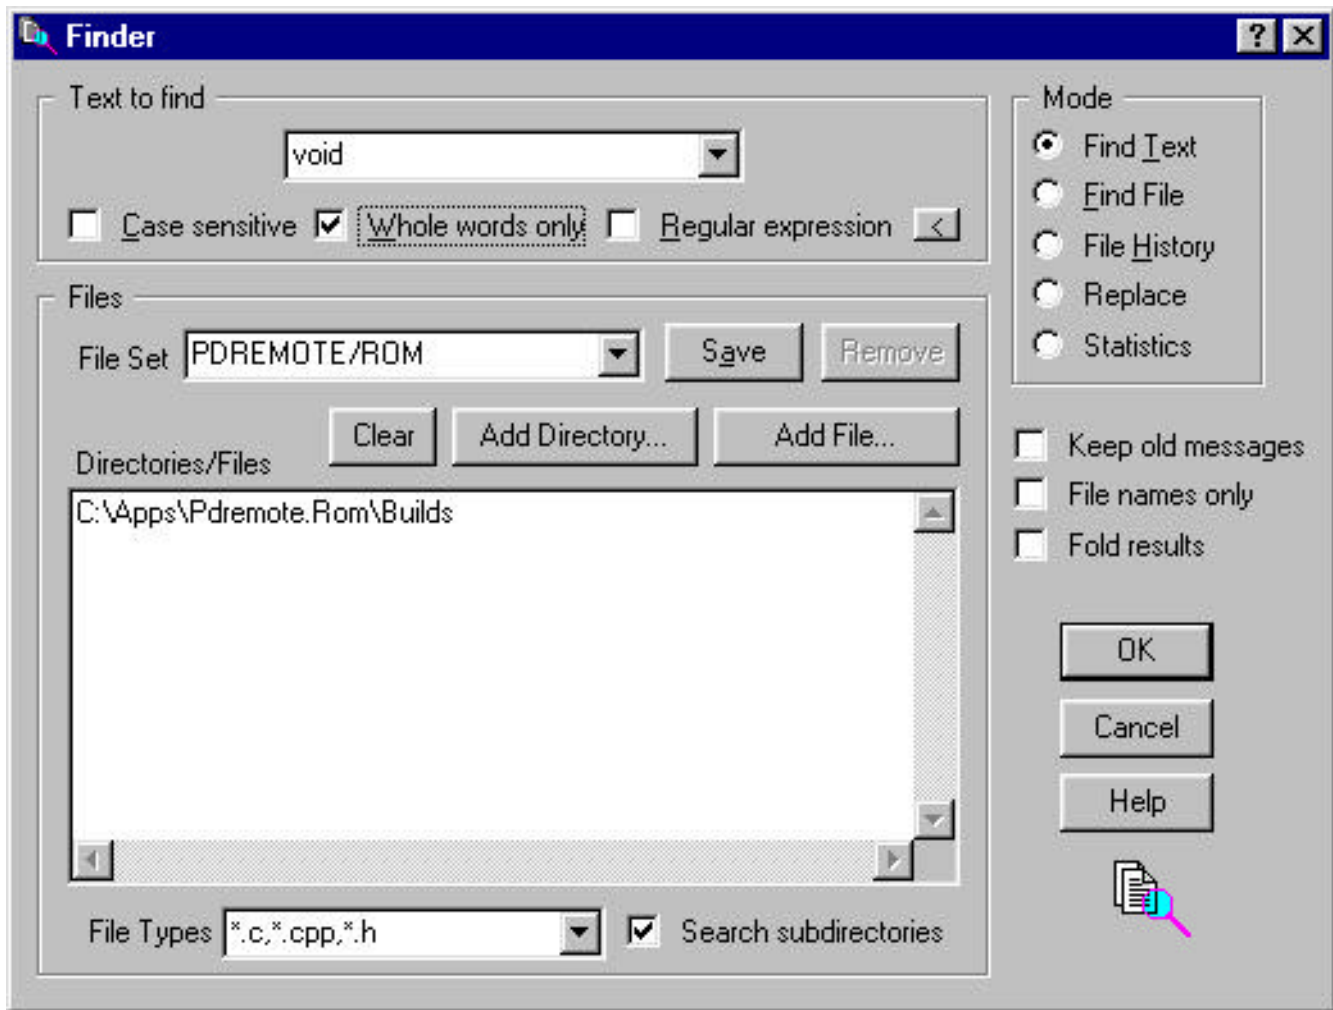 Finder
Text to find
void
Case sensitive Whole words only Regular expression <
Files
File Set PDREMOTE/ROM Save Remove
Clear Add Directory... Add File...
Directories/Files
C:\Apps\Pdremote.Rom\Builds
File Types *.c,*.cpp,*.h Search subdirectories
Mode
Find Text
Find File
File History
Replace
Statistics
Keep old messages
File names only
Fold results
OK
Cancel
Help